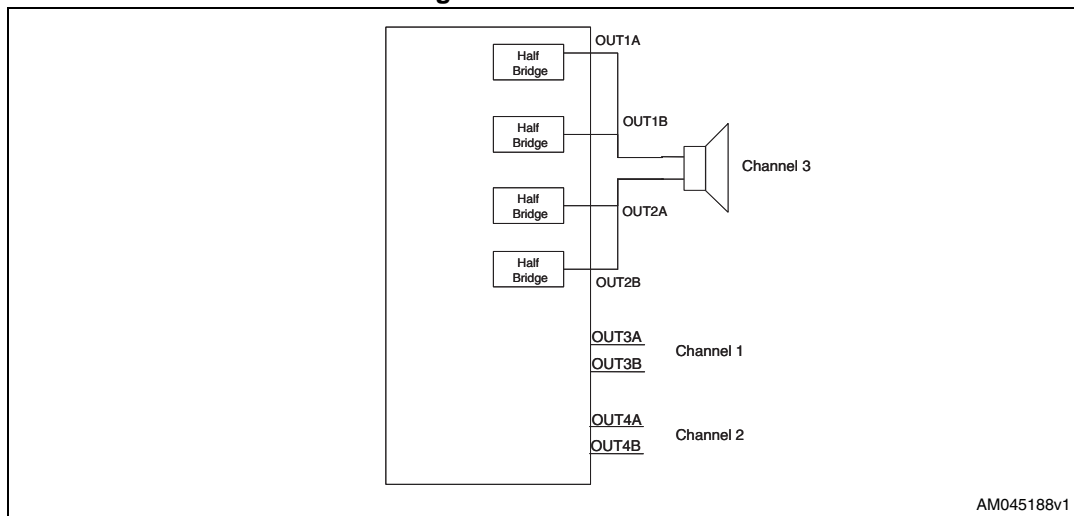 g
OUT1A
Half
Bridge
OUT1B
Half
Bridge
Channel 3
Half
Bridge
OUT2A
Half
Bridge
OUT2B
OUT3A
Channel 1
OUT3B
OUT4A
Channel 2
OUT4B
AM045188v1